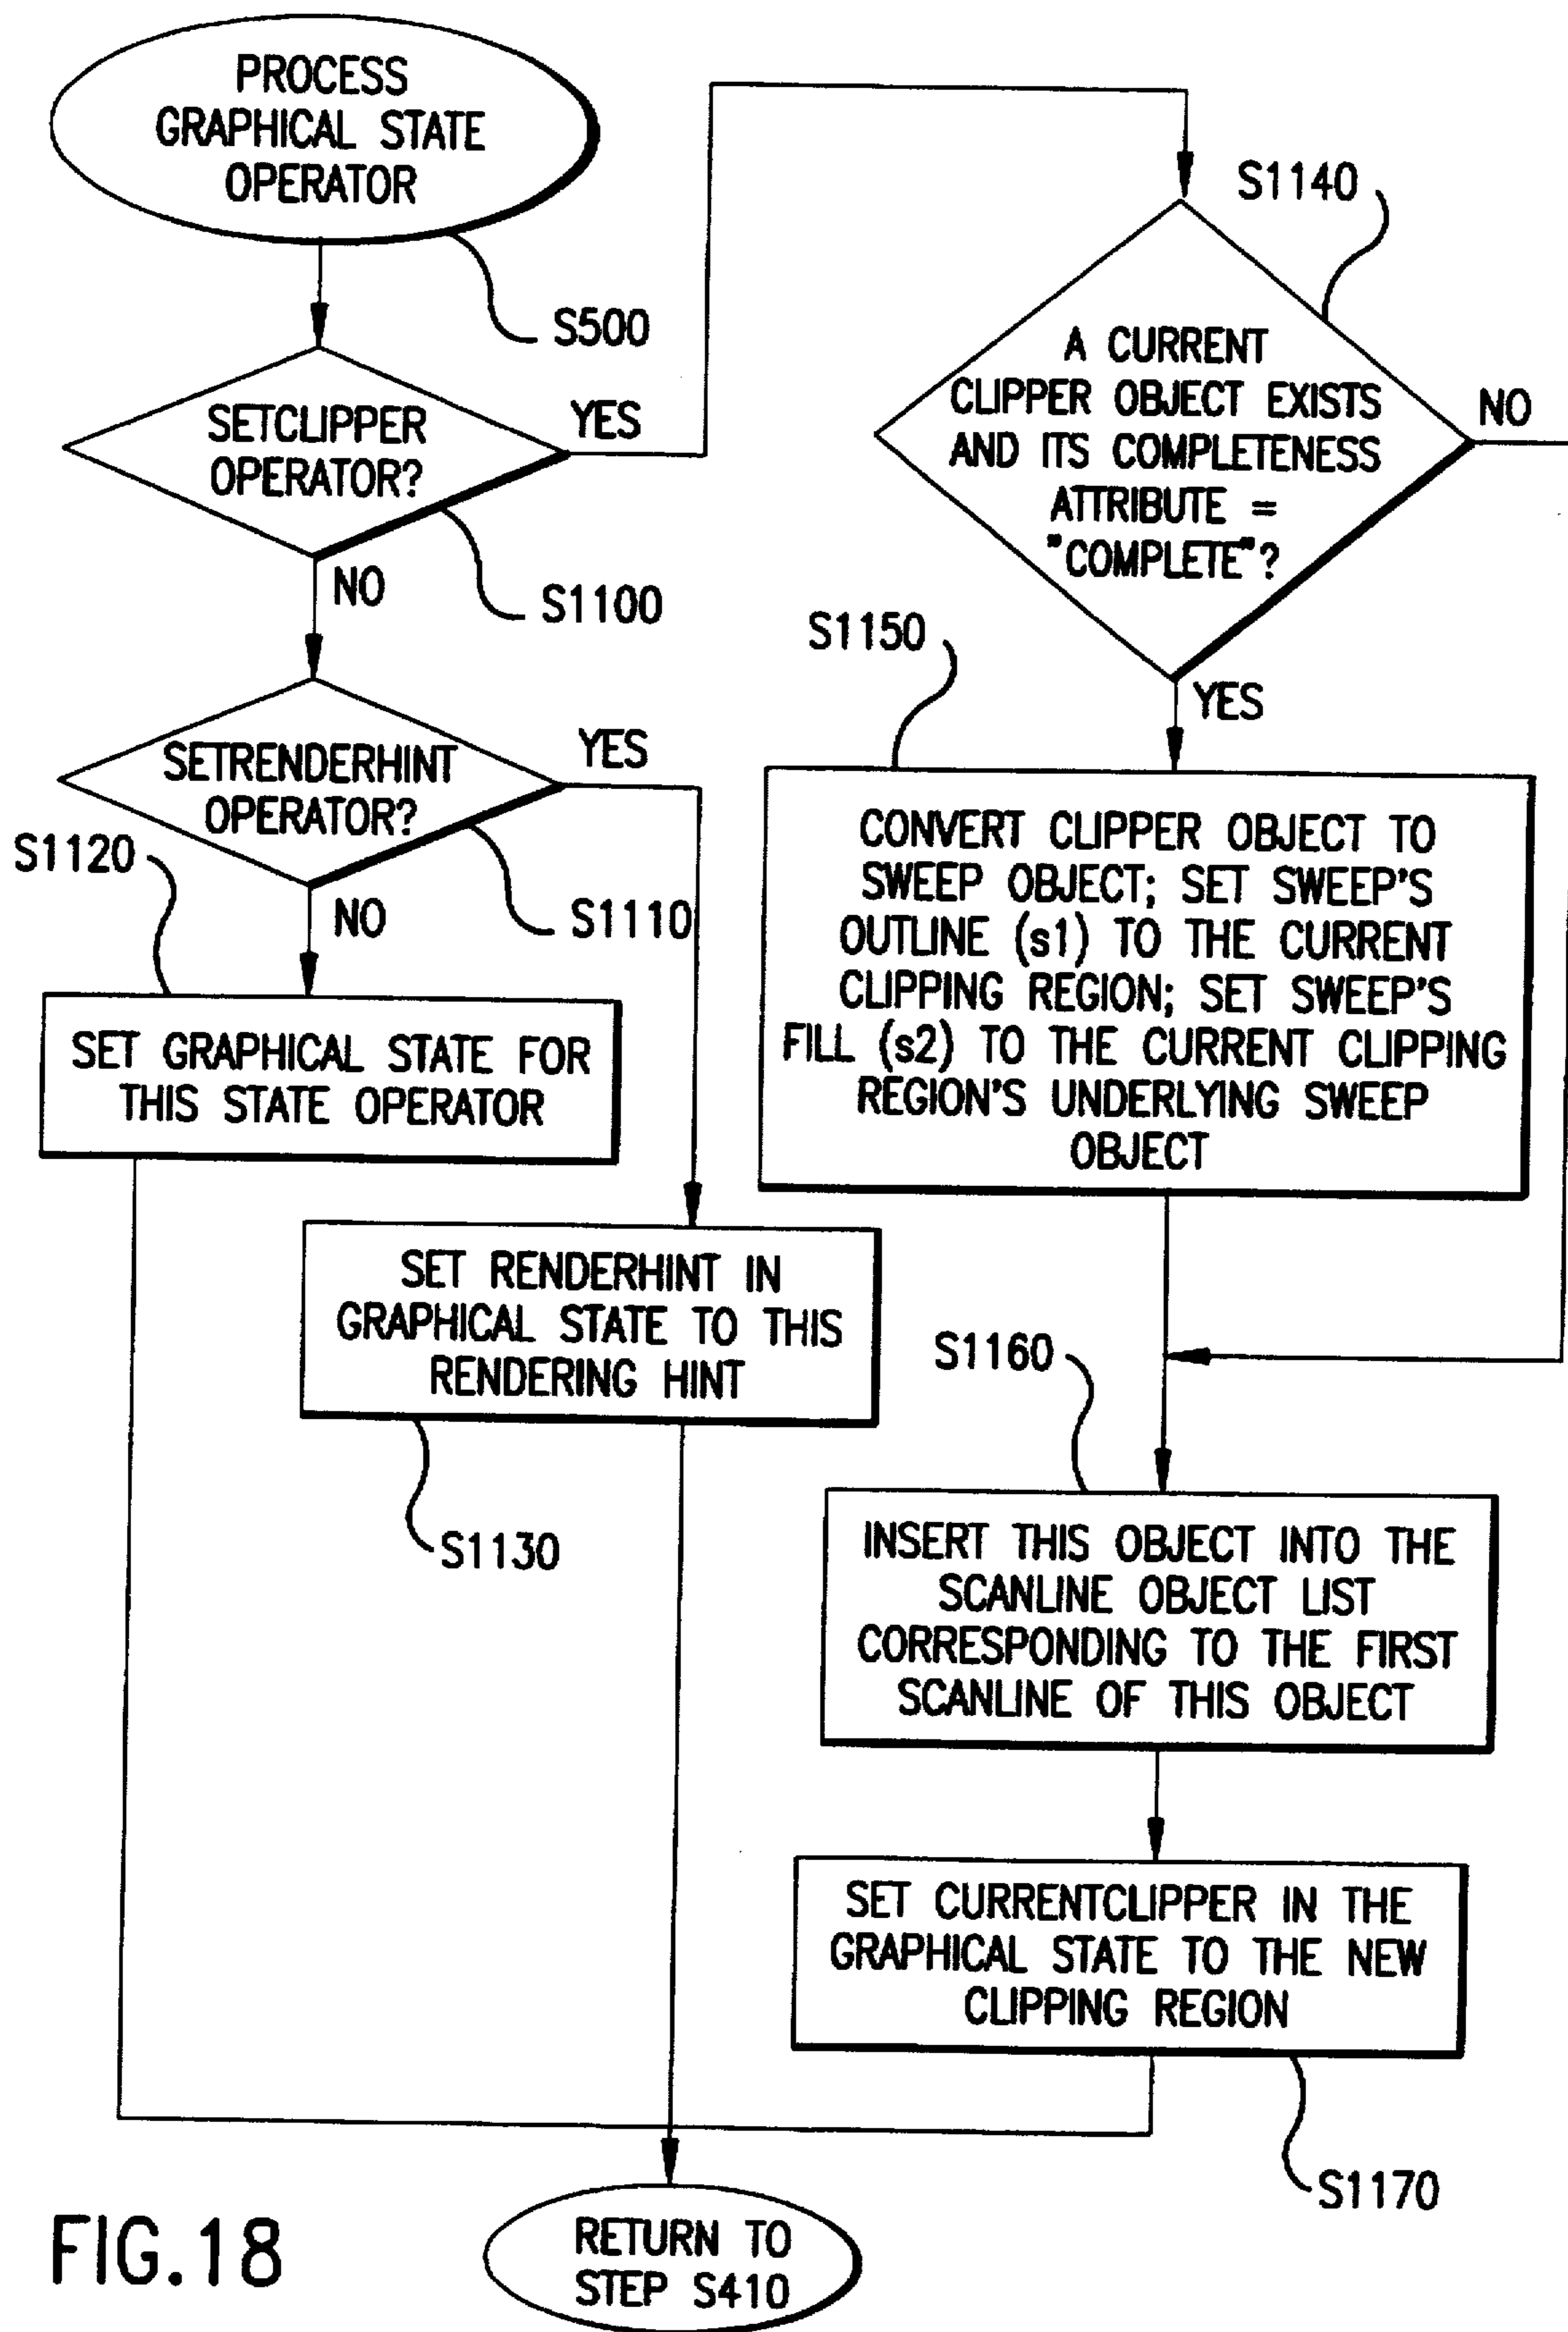 PROCESS
GRAPHICAL STATE
OPERATOR
S500
SETCLIPPER
OPERATOR?
YES
NO
S1100
SETRENDERHINT
OPERATOR?
YES
NO
S1110
S1120
SET GRAPHICAL STATE FOR
THIS STATE OPERATOR
SET RENDERHINT IN
GRAPHICAL STATE TO THIS
RENDERING HINT
S1130
S1140
A CURRENT
CLIPPER OBJECT EXISTS
AND ITS COMPLETENESS
ATTRIBUTE =
"COMPLETE"?
NO
YES
S1150
CONVERT CLIPPER OBJECT TO
SWEEP OBJECT; SET SWEEP'S
OUTLINE (s1) TO THE CURRENT
CLIPPING REGION; SET SWEEP'S
FILL (s2) TO THE CURRENT CLIPPING
REGION'S UNDERLYING SWEEP
OBJECT
S1160
INSERT THIS OBJECT INTO THE
SCANLINE OBJECT LIST
CORRESPONDING TO THE FIRST
SCANLINE OF THIS OBJECT
SET CURRENTCLIPPER IN THE
GRAPHICAL STATE TO THE NEW
CLIPPING REGION
S1170
RETURN TO
STEP S410
FIG.18